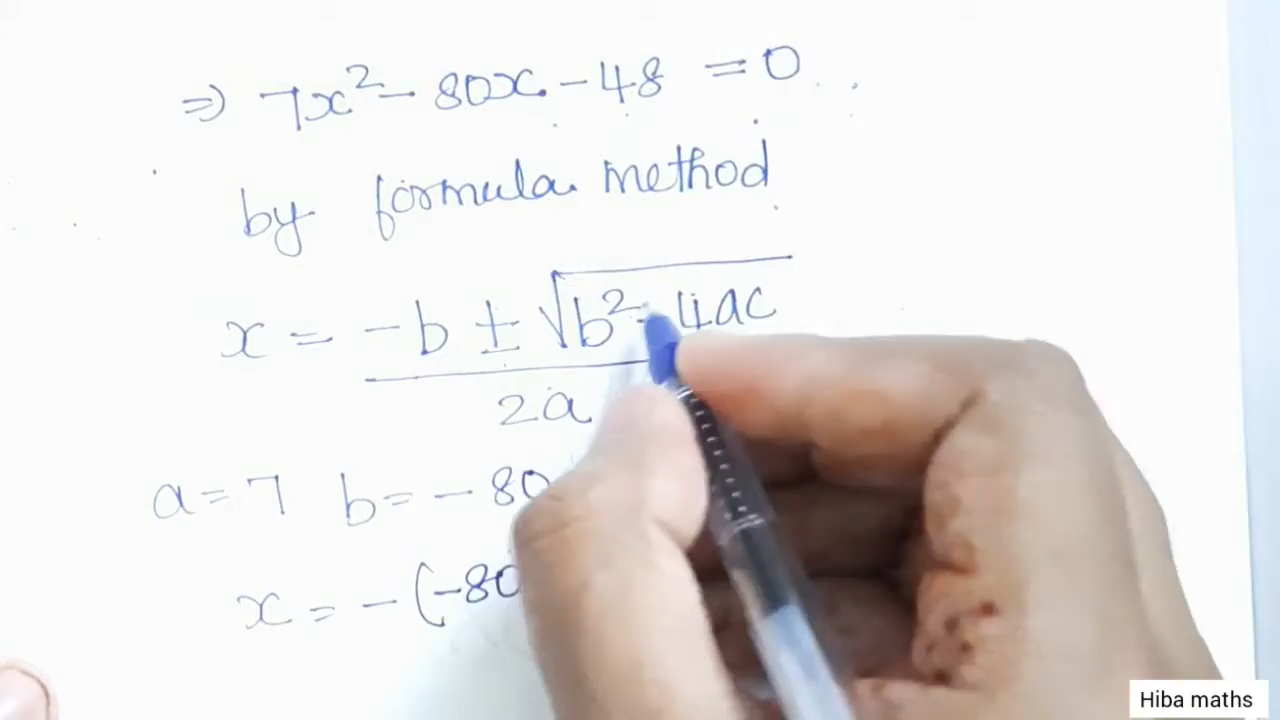 ⇒ 7x² - 80x - 48 = 0
by formula method
x = -b ± √b² - 4ac
2a
a = 7 b = - 80
x = - (-80
Hiba maths